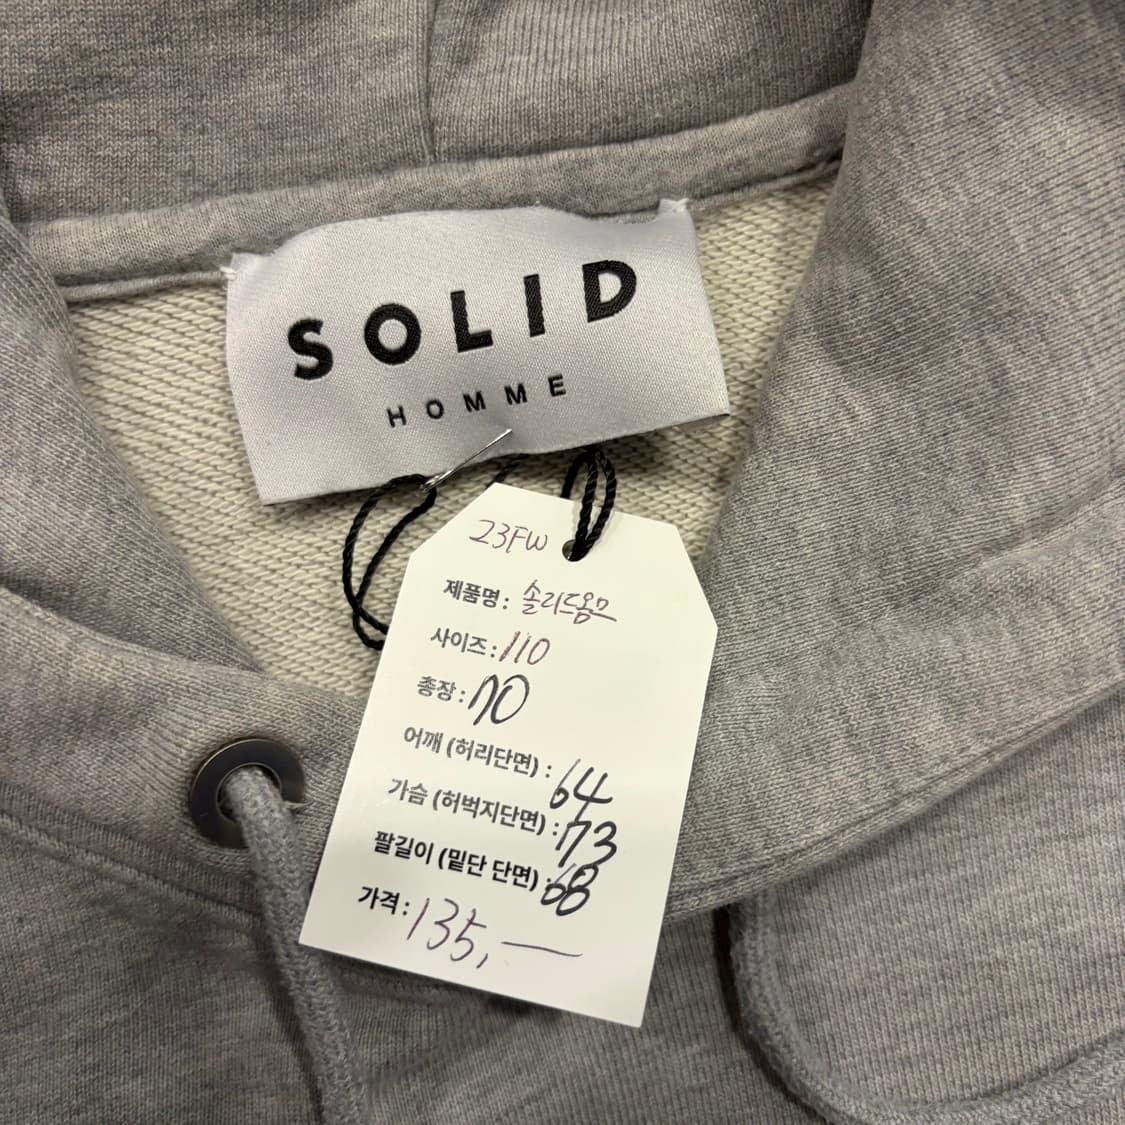 SOLID
HOMME
23FW
제품명: 솔리드옴므
사이즈: 110
총장: 70
어깨 (허리단면) : 64
가슴 (허벅지단면) : 73
팔길이 (밑단 단면) : 68
가격: 135,—